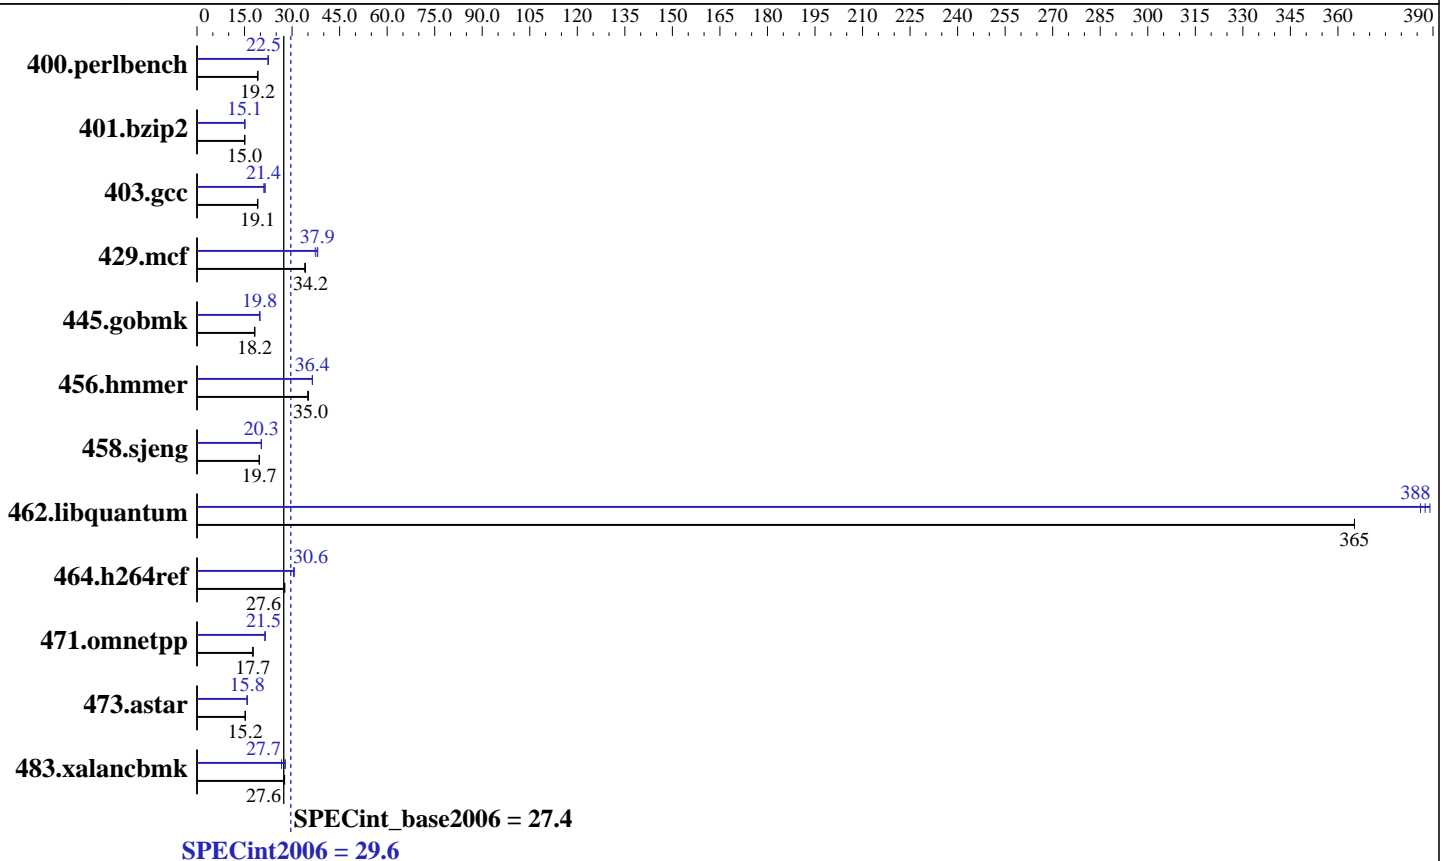 0 15.0 30.0 45.0 60.0 75.0 90.0 105 120 135 150 165 180 195 210 225 240 255 270 285 300 315 330 345 360 390
22.5
400.perlbench
19.2
15.1
401.bzip2
15.0
21.4
403.gcc
19.1
37.9
429.mcf
34.2
19.8
445.gobmk
18.2
36.4
456.hmmer
35.0
20.3
458.sjeng
19.7
388
462.libquantum
365
30.6
464.h264ref
27.6
21.5
471.omnetpp
17.7
15.8
473.astar
15.2
27.7
483.xalancbmk
27.6
SPECint_base2006 = 27.4
SPECint2006 = 29.6